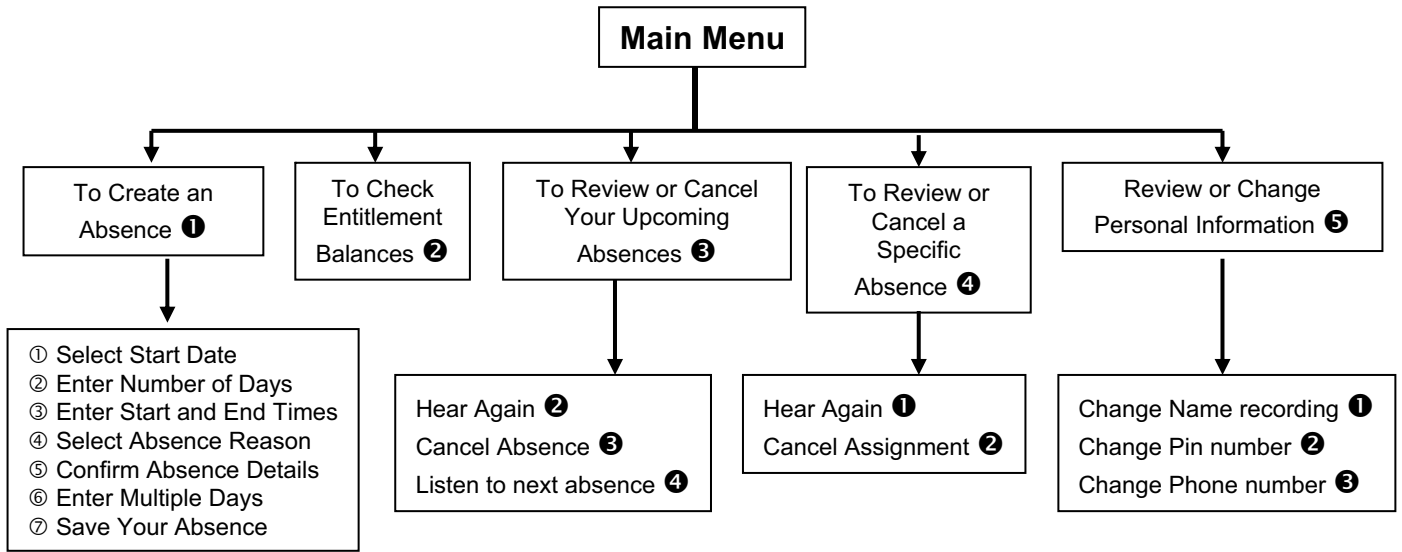 Main Menu
To Create an
Absence ❶
To Check
Entitlement
Balances ❷
To Review or Cancel
Your Upcoming
Absences ❸
To Review or
Cancel a
Specific
Absence ❹
Review or Change
Personal Information ❺
① Select Start Date
② Enter Number of Days
③ Enter Start and End Times
④ Select Absence Reason
⑤ Confirm Absence Details
⑥ Enter Multiple Days
⑦ Save Your Absence
Hear Again ❷
Cancel Absence ❸
Listen to next absence ❹
Hear Again ❶
Cancel Assignment ❷
Change Name recording ❶
Change Pin number ❷
Change Phone number ❸